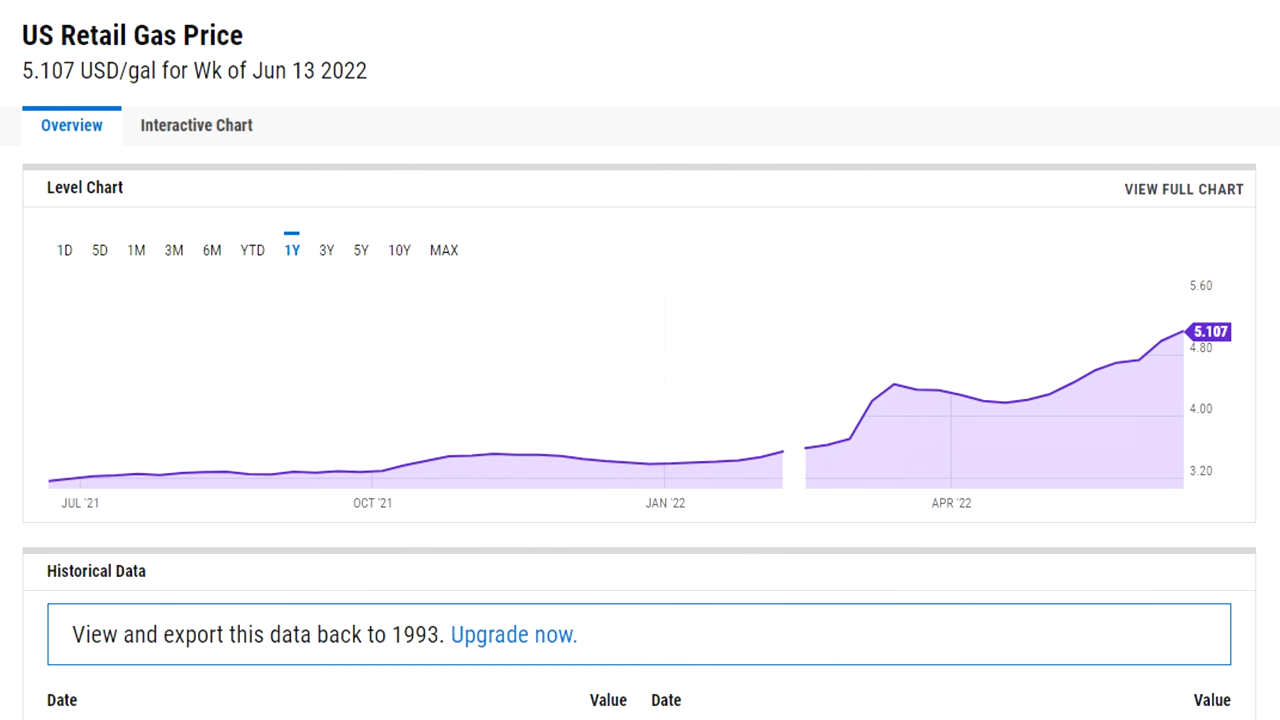 US Retail Gas Price
5.107 USD/gal for Wk of Jun 13 2022
Overview Interactive Chart
Level Chart VIEW FULL CHART
1D 5D 1M 3M 6M YTD 1Y 3Y 5Y 10Y MAX
5.60
5.107
4.80
4.00
3.20
JUL '21 OCT '21 JAN '22 APR '22
Historical Data
View and export this data back to 1993. Upgrade now.
Date Value Date Value